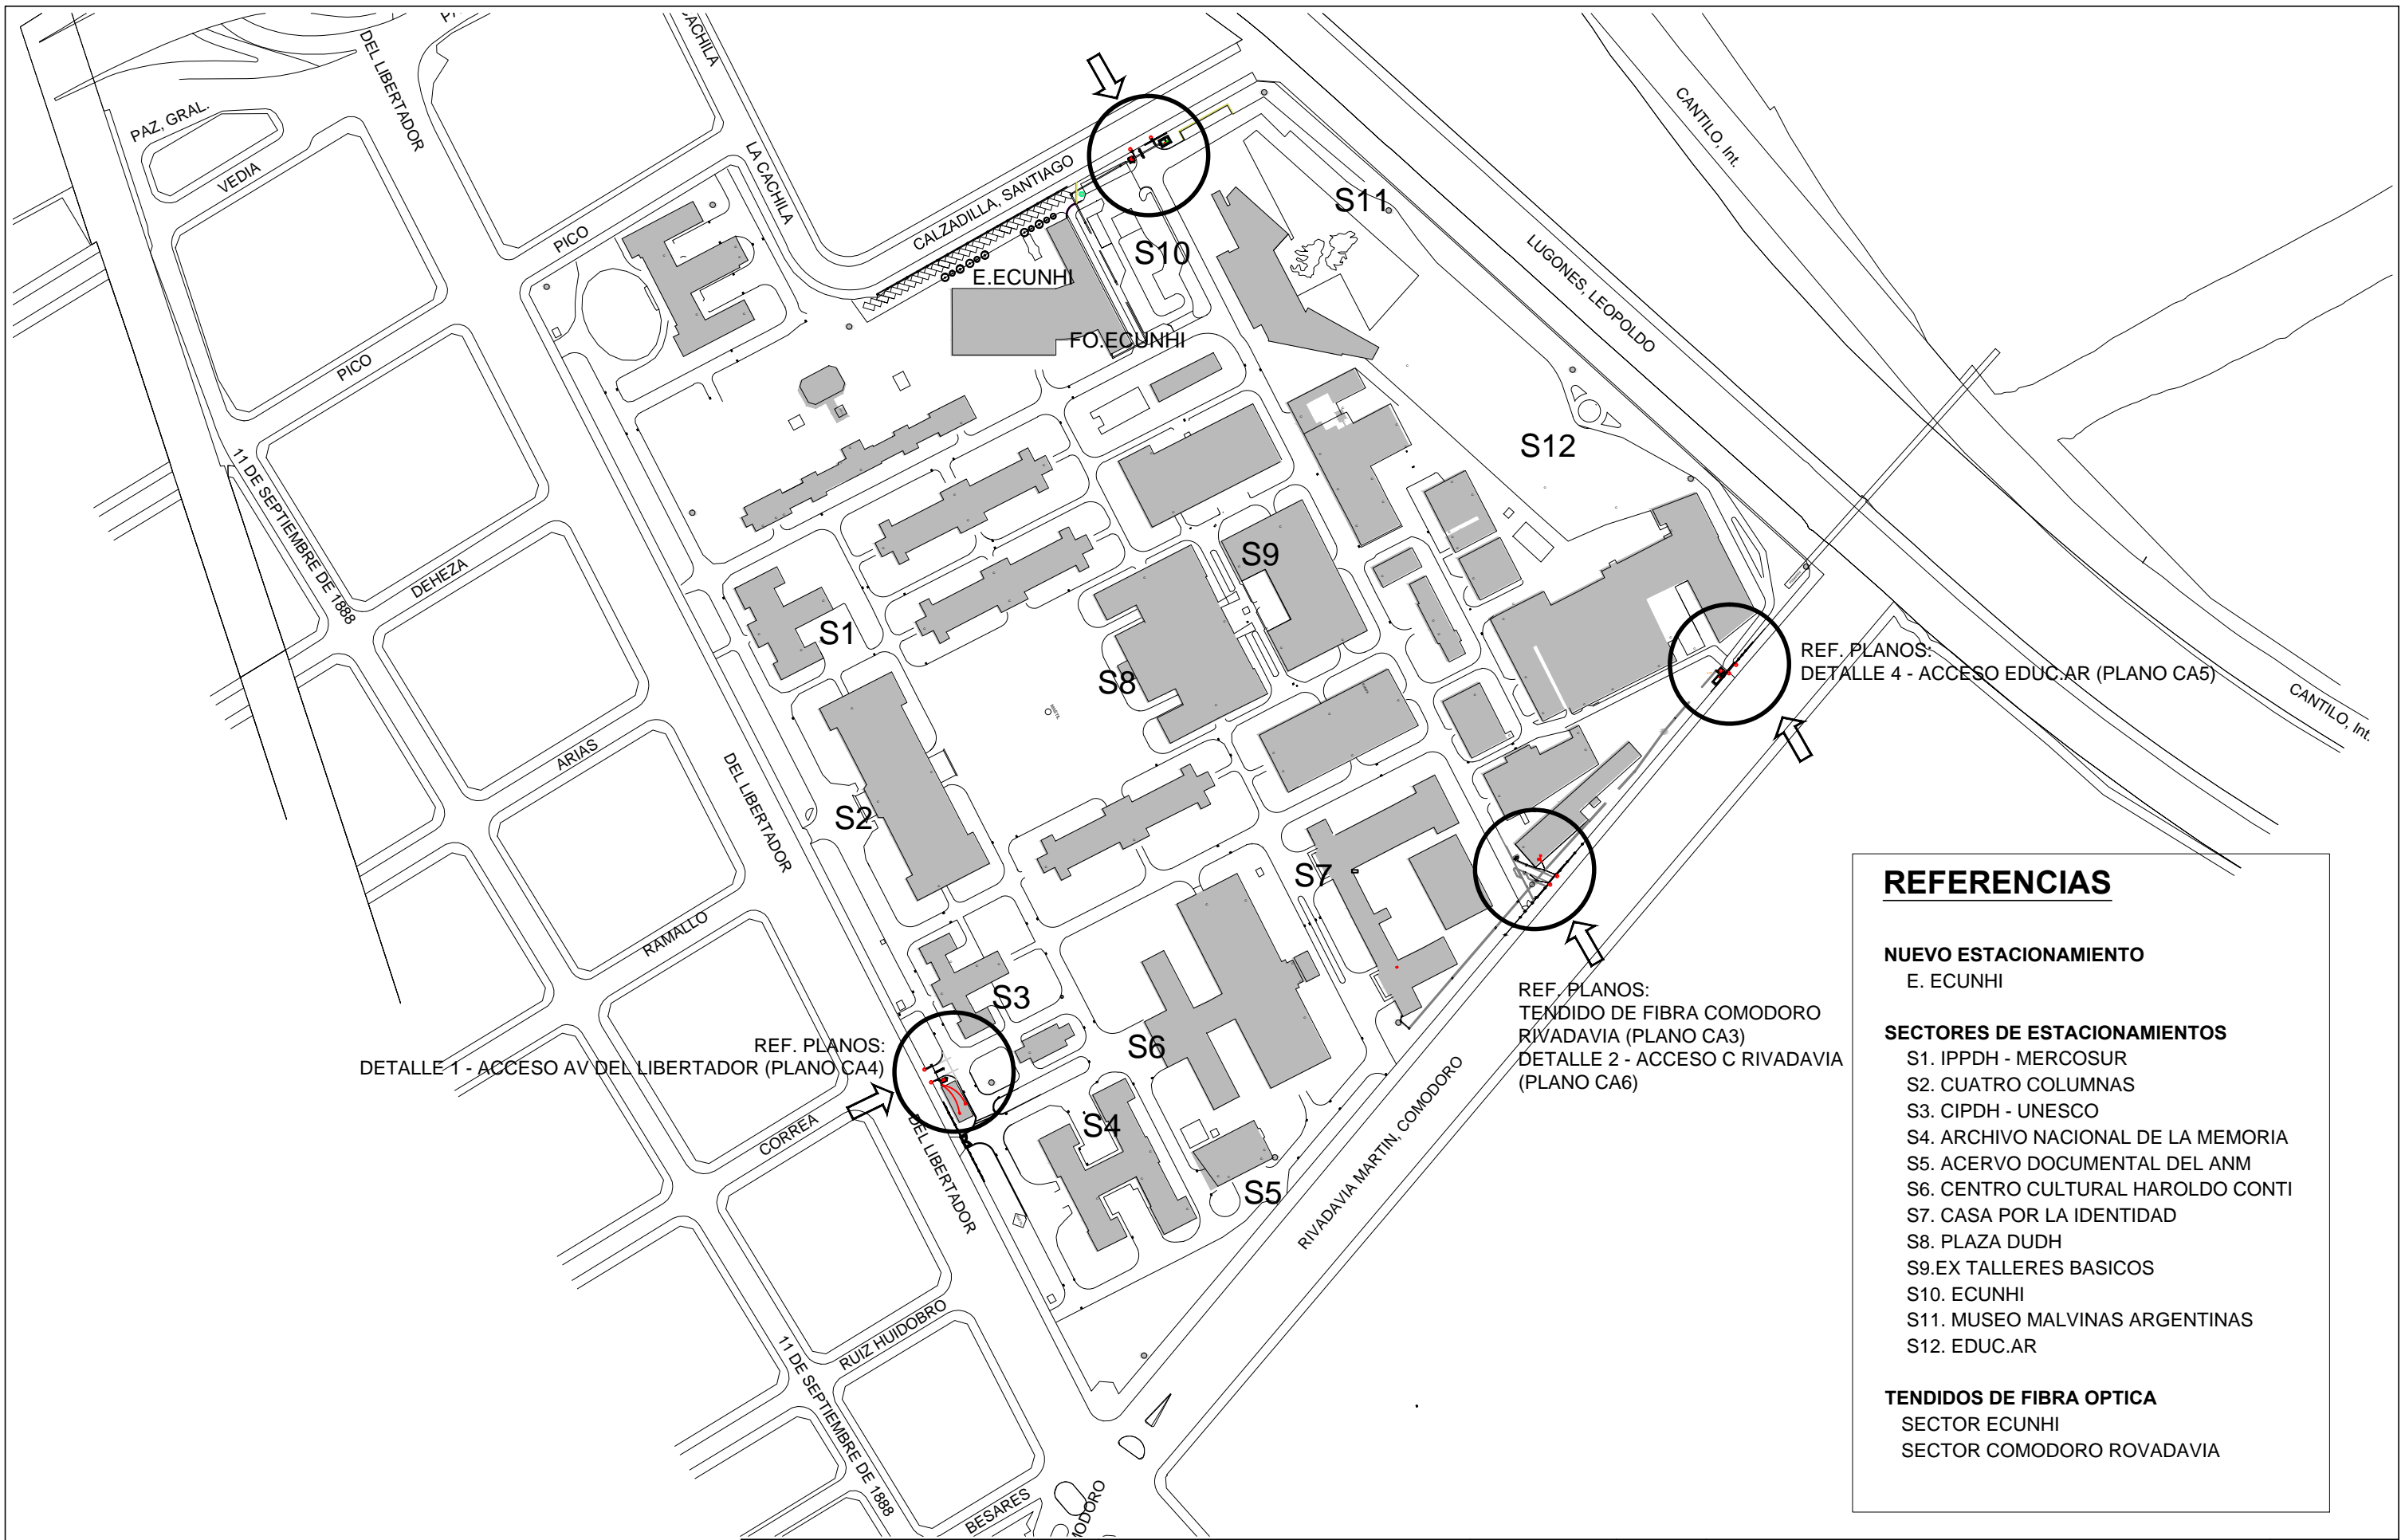 DEL LIBERTADOR
CACHILA
PAZ, GRAL.
VEDIA
PICO
LA CACHILA
CALZADILLA, SANTIAGO
CANTILO, Int.
LUGONES, LEOPOLDO
S11
S10
E.ECUNHI
FO.ECUNHI
PICO
S12
11 DE SEPTIEMBRE DE 1888
DEHEZA
S9
S1
S8
REF. PLANOS:
DETALLE 4 - ACCESO EDUC.AR (PLANO CA5)
CANTILO, Int.
ARIAS
DEL LIBERTADOR
S2
S7
RAMALLO
S3
REF. PLANOS:
TENDIDO DE FIBRA COMODORO
RIVADAVIA (PLANO CA3)
DETALLE 2 - ACCESO C RIVADAVIA
(PLANO CA6)
S6
REF. PLANOS:
DETALLE 1 - ACCESO AV DEL LIBERTADOR (PLANO CA4)
CORREA
S4
DEL LIBERTADOR
S5
RIVADAVIA MARTIN, COMODORO
RUIZ HUIDOBRO
11 DE SEPTIEMBRE DE 1888
BESARES
MODORO
REFERENCIAS
NUEVO ESTACIONAMIENTO
E. ECUNHI
SECTORES DE ESTACIONAMIENTOS
S1. IPPDH - MERCOSUR
S2. CUATRO COLUMNAS
S3. CIPDH - UNESCO
S4. ARCHIVO NACIONAL DE LA MEMORIA
S5. ACERVO DOCUMENTAL DEL ANM
S6. CENTRO CULTURAL HAROLDO CONTI
S7. CASA POR LA IDENTIDAD
S8. PLAZA DUDH
S9.EX TALLERES BASICOS
S10. ECUNHI
S11. MUSEO MALVINAS ARGENTINAS
S12. EDUC.AR
TENDIDOS DE FIBRA OPTICA
SECTOR ECUNHI
SECTOR COMODORO ROVADAVIA